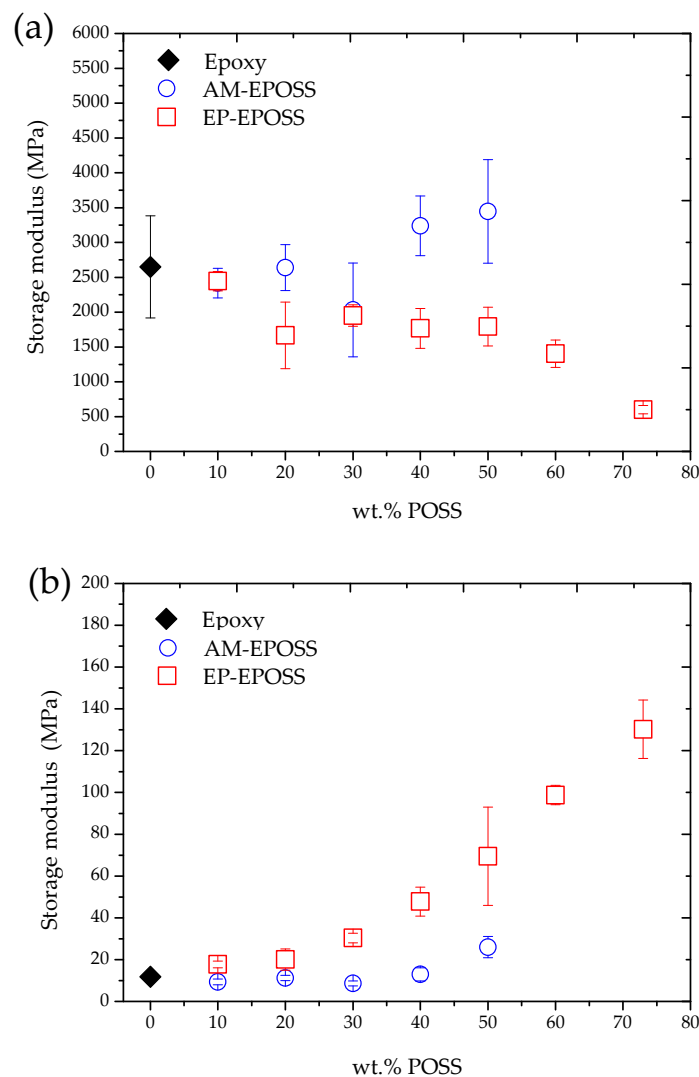 (a)
6000
5500
5000
4500
4000
3500
3000
2500
2000
1500
1000
500
0
Storage modulus (MPa)
Epoxy
AM-EPOSS
EP-EPOSS
0 10 20 30 40 50 60 70 80
wt.% POSS
(b)
200
180
160
140
120
100
80
60
40
20
0
Storage modulus (MPa)
Epoxy
AM-EPOSS
EP-EPOSS
0 10 20 30 40 50 60 70 80
wt.% POSS